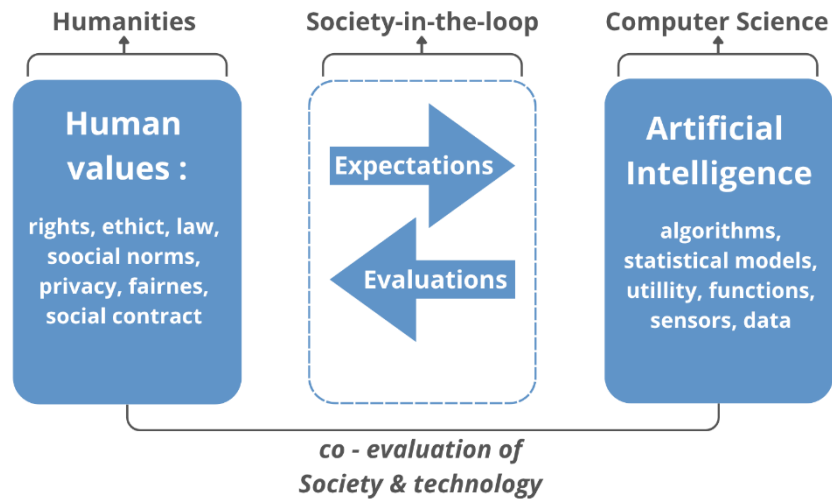 Humanities
Society-in-the-loop
Computer Science
Human
values :
rights, ethict, law,
soocial norms,
privacy, fairnes,
social contract
Expectations
Evaluations
Artificial
Intelligence
algorithms,
statistical models,
utillity, functions,
sensors, data
co - evaluation of
Society & technology